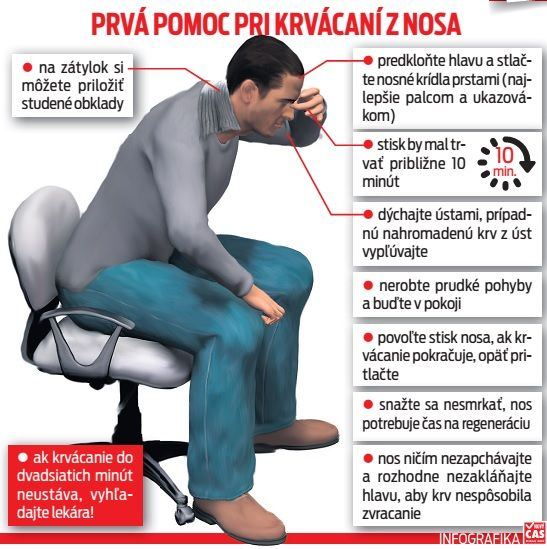 PRVÁ POMOC PRI KRVÁCANÍ Z NOSA
• na zátylok si
môžete priložiť
studené obklady
• predkloňte hlavu a stlač-
te nosné krídla prstami (naj-
lepšie palcom a ukazová-
kom)
• stisk by mal tr-
vať približne 10
minút
10
min.
• dýchajte ústami, prípad-
nú nahromadenú krv z úst
vypľúvajte
• nerobte prudké pohyby
a buďte v pokoji
• povoľte stisk nosa, ak kr-
vácanie pokračuje, opäť pri-
tlačte
• snažte sa nesmrkať, nos
potrebuje čas na regeneráciu
• nos ničím nezapchávajte
a rozhodne nezakláňajte
hlavu, aby krv nespôsobila
zvracanie
• ak krvácanie do
dvadsiatich minút
neustáva, vyhľa-
dajte lekára!
INFOGRAFIKA
NOVÝ
ČAS